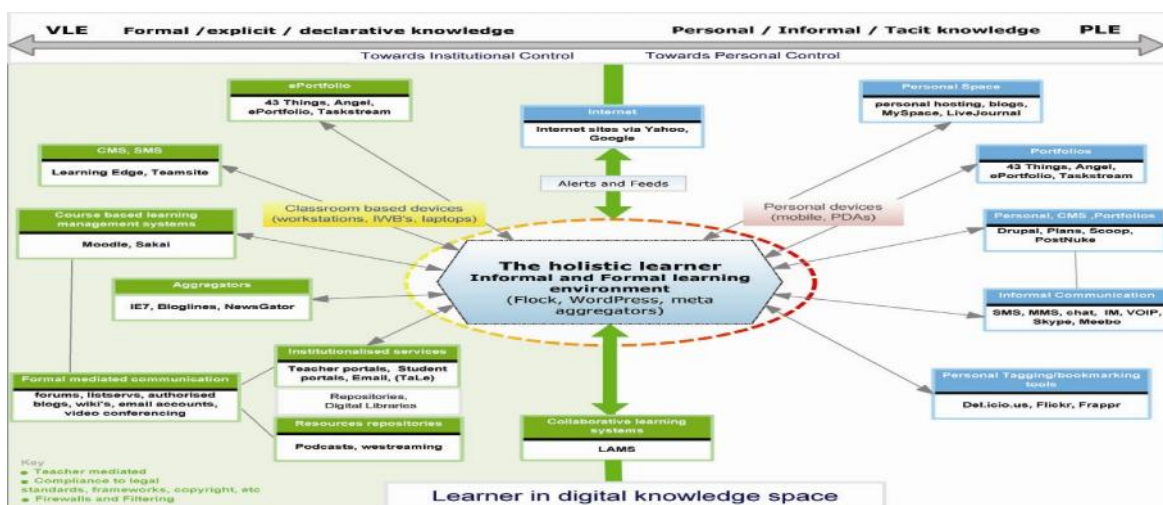 VLE Formal /explicit / declarative knowledge Personal / Informal / Tacit knowledge PLE
Towards Institutional Control Towards Personal Control
ePortfolio
43 Things, Angel,
ePortfolio, Taskstream
Internet
Internet sites via Yahoo,
Google
Personal Space
personal hosting, blogs,
MySpace, LiveJournal
CMS, SMS
Learning Edge, Teamsite
Alerts and Feeds
Portfolios
43 Things, Angel,
ePortfolio, Taskstream
Classroom based devices
(workstations, IWB's, laptops)
Personal devices
(mobile, PDAs)
Course based learning
management systems
Moodle, Sakai
Personal, CMS ,Portfolios
Drupal, Plans, Scoop,
PostNuke
The holistic learner
Informal and Formal learning
environment
(Flock, WordPress, meta
aggregators)
Aggregators
IE7, Bloglines, NewsGator
Informal Communication
SMS, MMS, chat, IM, VOIP,
Skype, Meebo
Institutionalised services
Teacher portals, Student
portals, Email, (TaLe)
Repositories,
Digital Libraries
Formal mediated communication
forums, listservs, authorised
blogs, wiki's, email accounts,
video conferencing
Personal Tagging/bookmarking
tools
Del.icio.us, Flickr, Frappr
Resources repositories
Podcasts, westreaming
Collaborative learning
systems
LAMS
Key
Teacher mediated
Compliance to legal
standards, frameworks, copyright, etc
Firewalls and Filtering
Learner in digital knowledge space